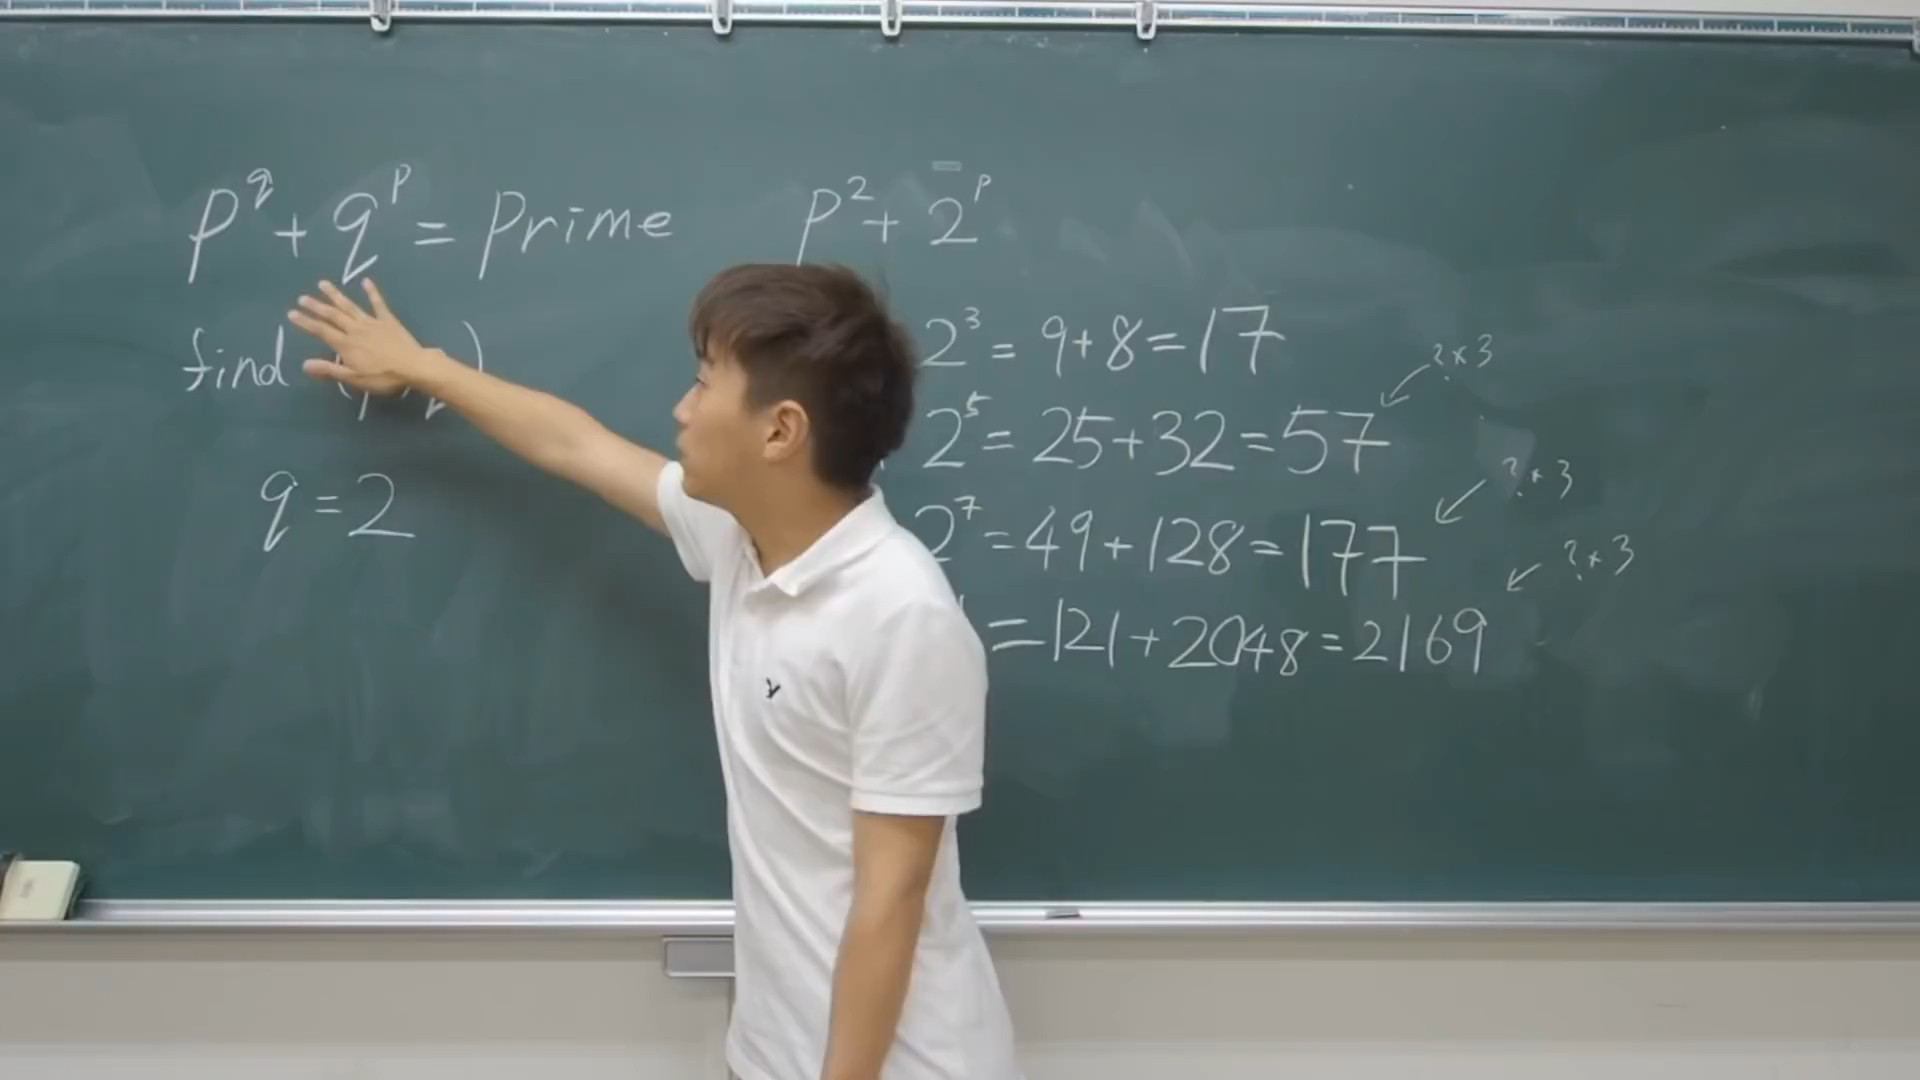 p^q + q^p = Prime
find
q = 2
p^2 + 2^p
2^3 = 9+8 = 17
2^5 = 25+32 = 57 ?×3
2^7 = 49+128 = 177 ?×3
= 121+2048 = 2169 ?×3